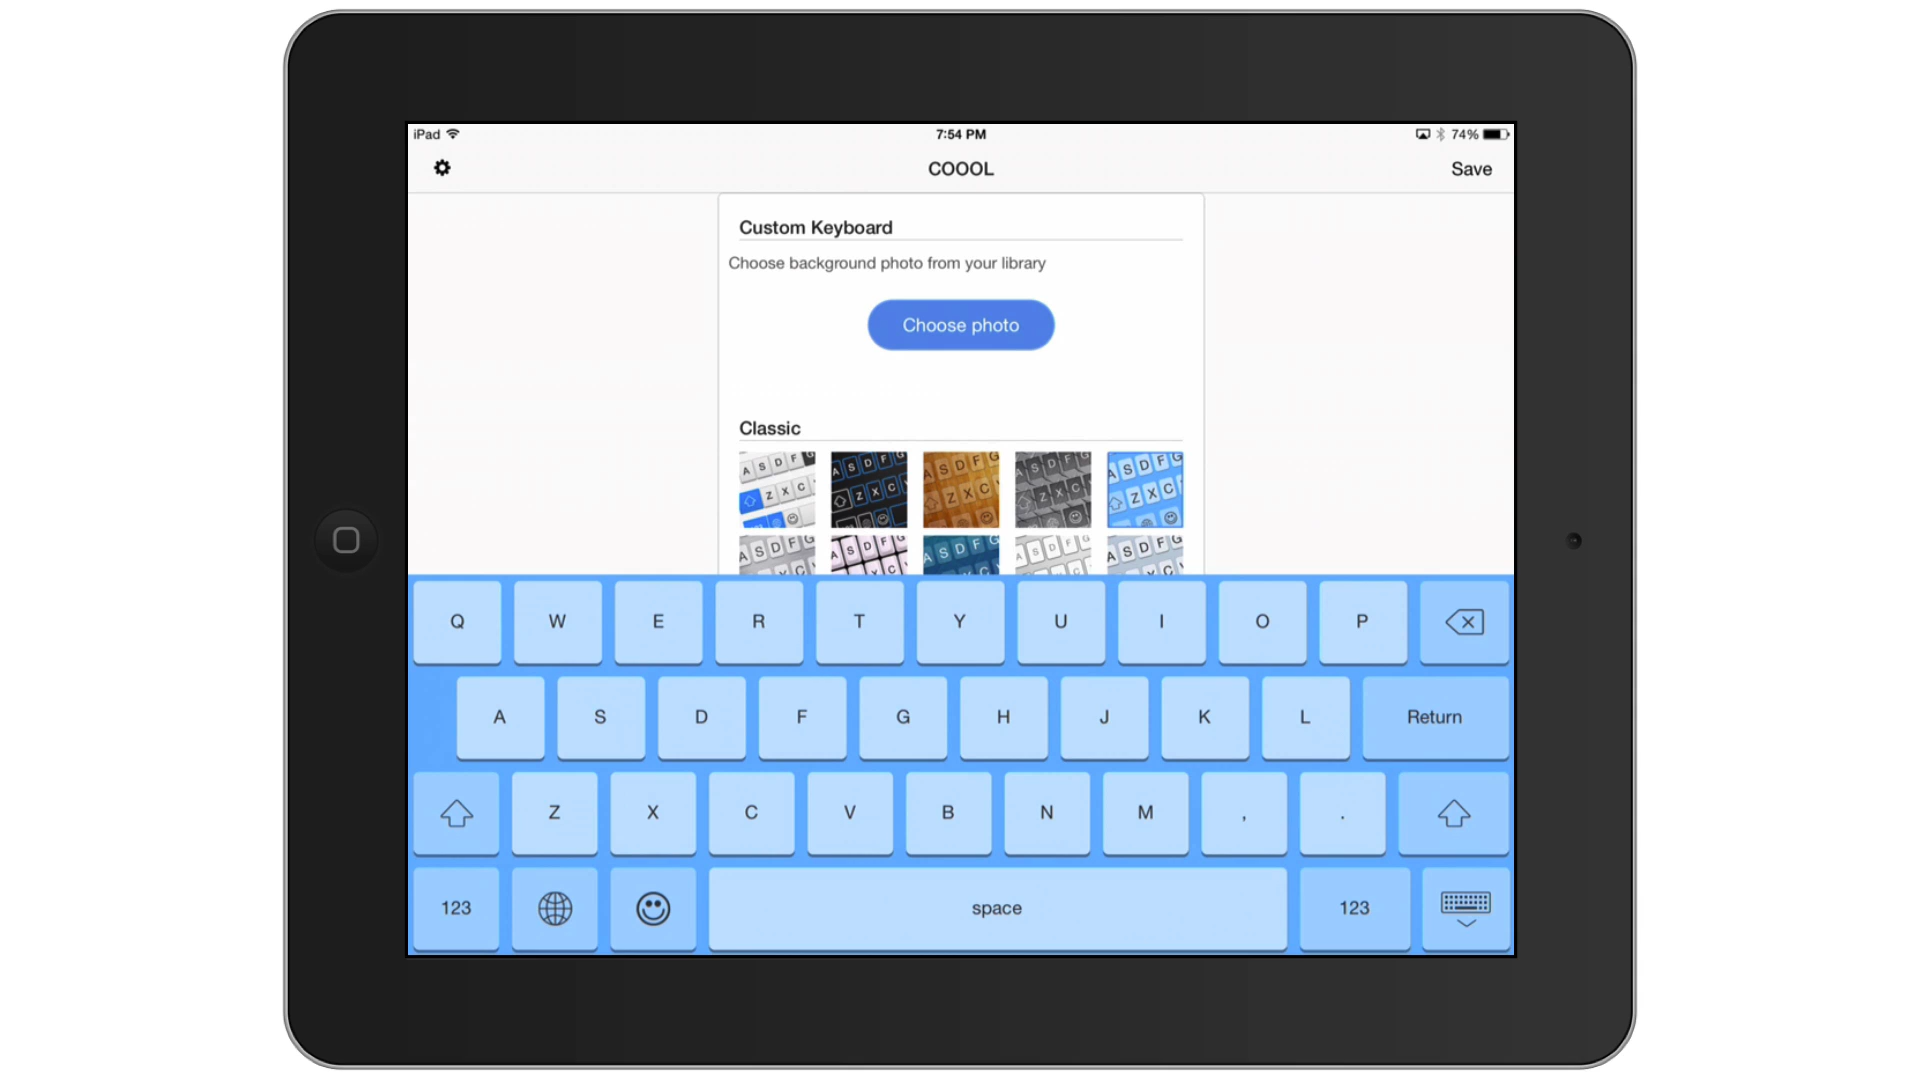 iPad 7:54 PM 74%
COOOL Save
Custom Keyboard
Choose background photo from your library
Choose photo
Classic
A S D F G A S D F G A S D F G A S D F G A S D F G
Z X C Z X C V Z X C V Z X C Z X C
A S D F G A S D F G A S D F G A S D F G A S D F G
Q W E R T Y U I O P
A S D F G H J K L Return
Z X C V B N M , .
123 space 123